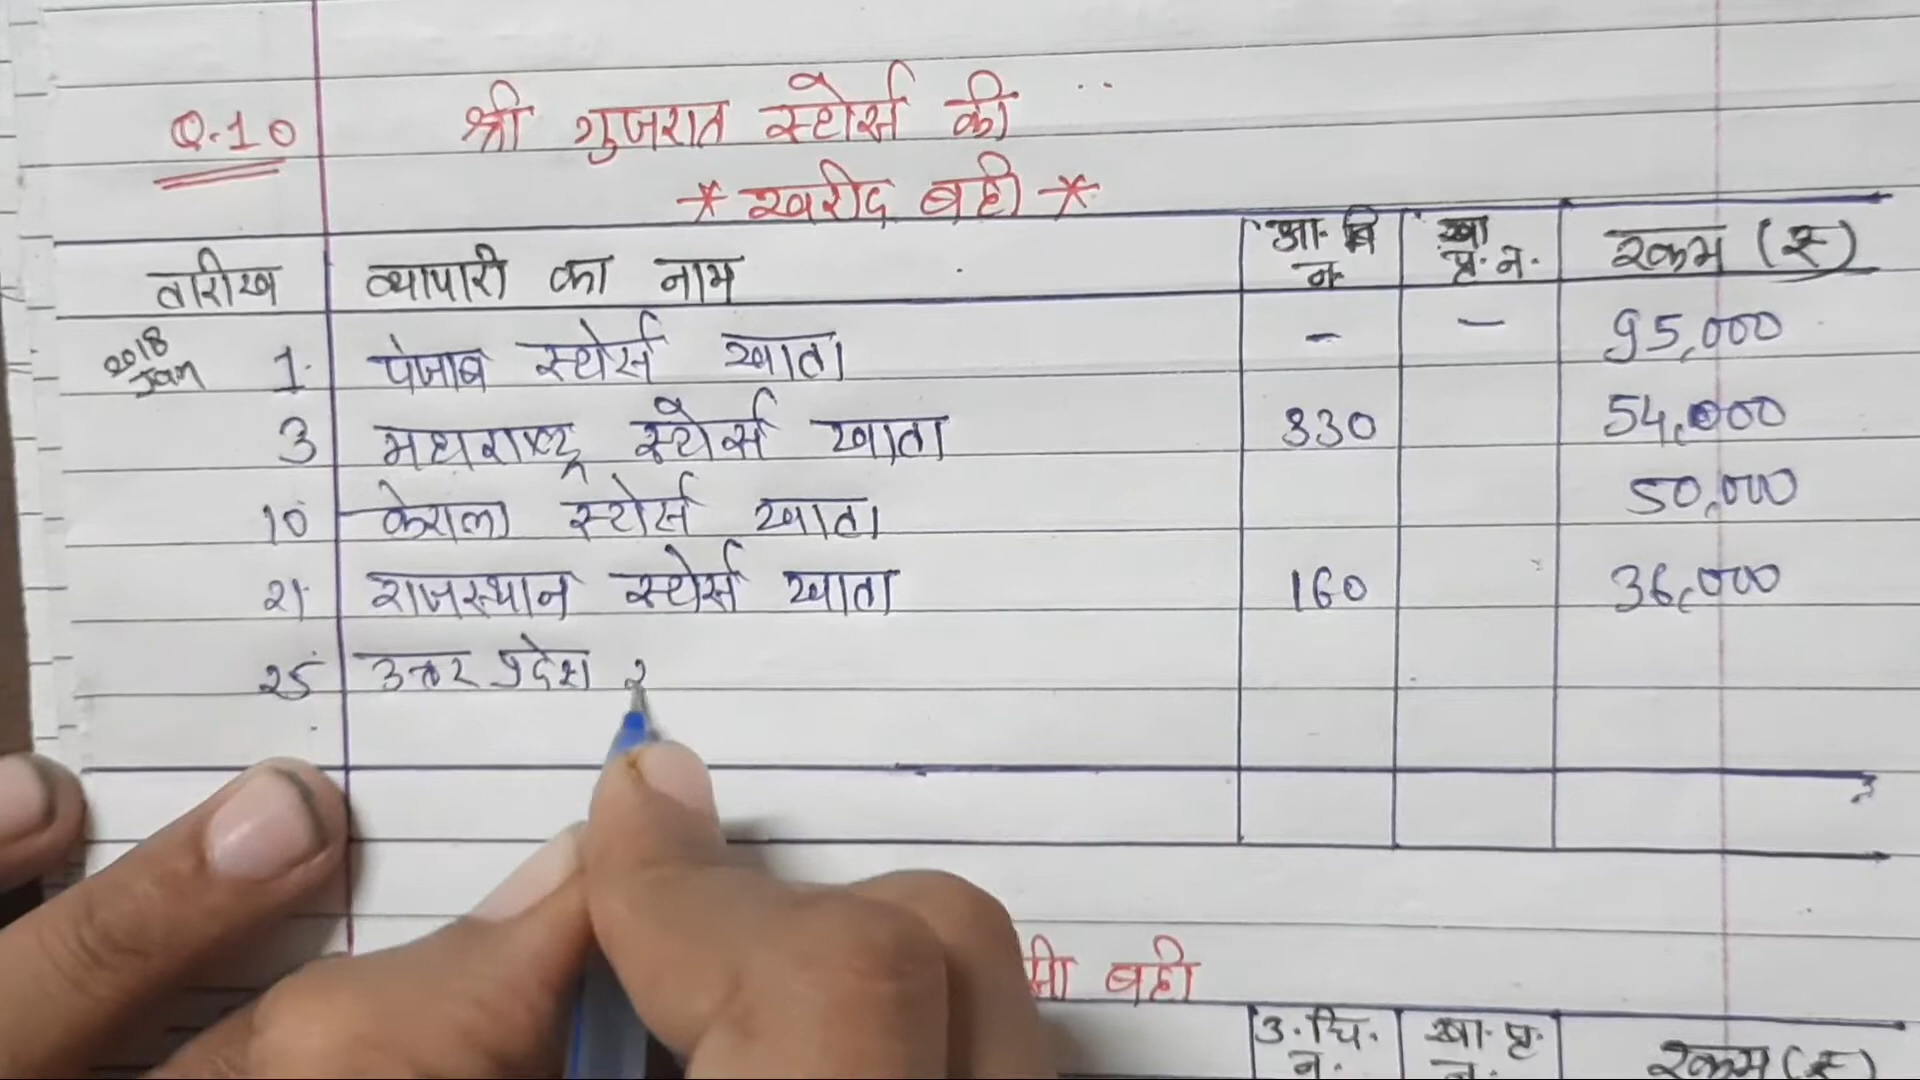 Q.10 श्री गुजरात स्टोर्स की
* खरीद बही *
तारीख व्यापारी का नाम आ. बि न. खा पृ. न. रकम (₹)
2018 Jan 1. पंजाब स्टोर्स खाता - - 95,000
3 महाराष्ट्र स्टोर्स खाता 330 54,000
10 केराला स्टोर्स खाता 50,000
21 राजस्थान स्टोर्स खाता 160 36,000
25 उत्तर प्रदेश
बही
उ. चि. न. खा. पृ. न. रकम (₹)